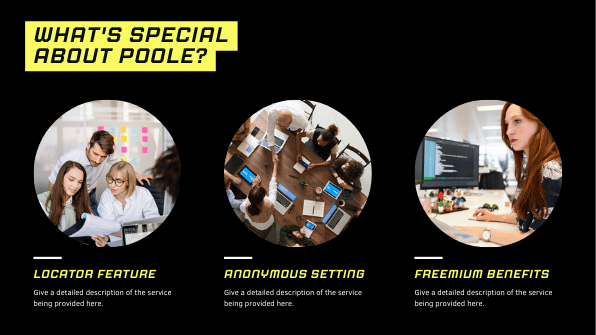 WHAT'S SPECIAL
ABOUT POOLE?
LOCATOR FEATURE
Give a detailed description of the service
being provided here.
ANONYMOUS SETTING
Give a detailed description of the service
being provided here.
FREEMIUM BENEFITS
Give a detailed description of the service
being provided here.